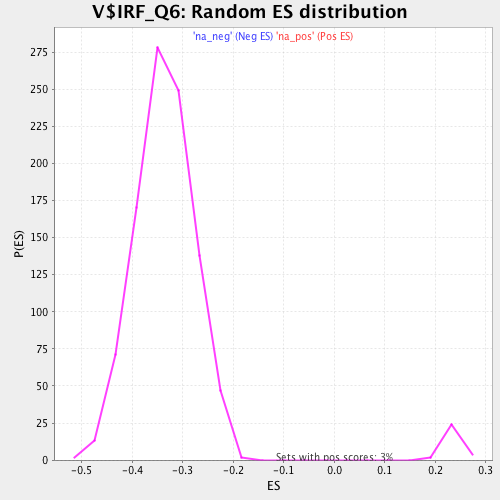 V$IRF_Q6: Random ES distribution
'na_neg' (Neg ES) 'na_pos' (Pos ES)
275
250
225
200
175
150
125
100
75
50
25
0
P(ES)
Sets with pos scores: 3%
-0.5 -0.4 -0.3 -0.2 -0.1 0.0 0.1 0.2 0.3
ES